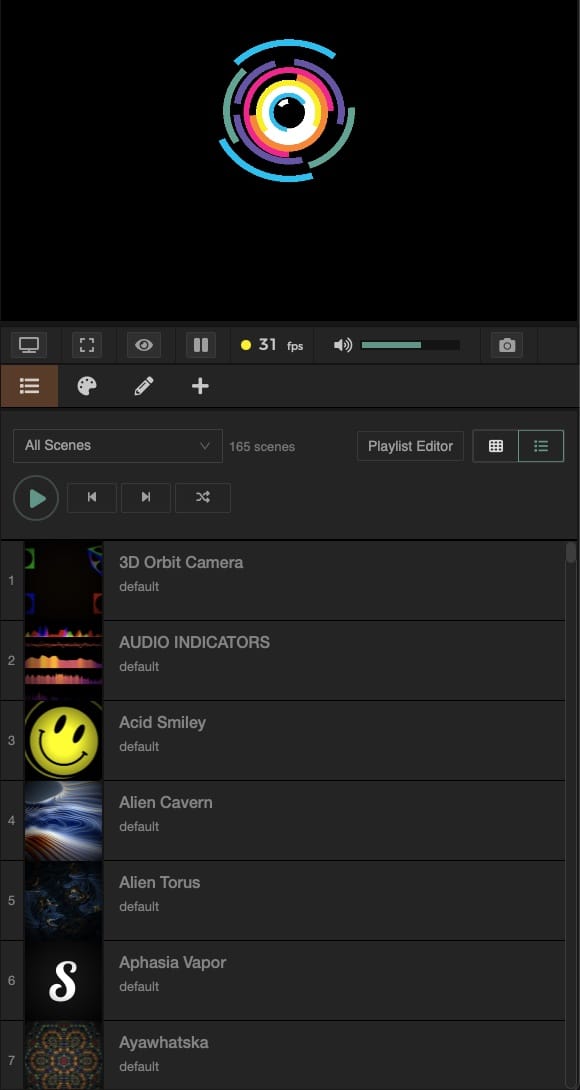 31 fps
All Scenes
165 scenes
Playlist Editor
1
3D Orbit Camera
default
2
AUDIO INDICATORS
default
3
Acid Smiley
default
4
Alien Cavern
default
5
Alien Torus
default
6
S
Aphasia Vapor
default
7
Ayawhatska
default